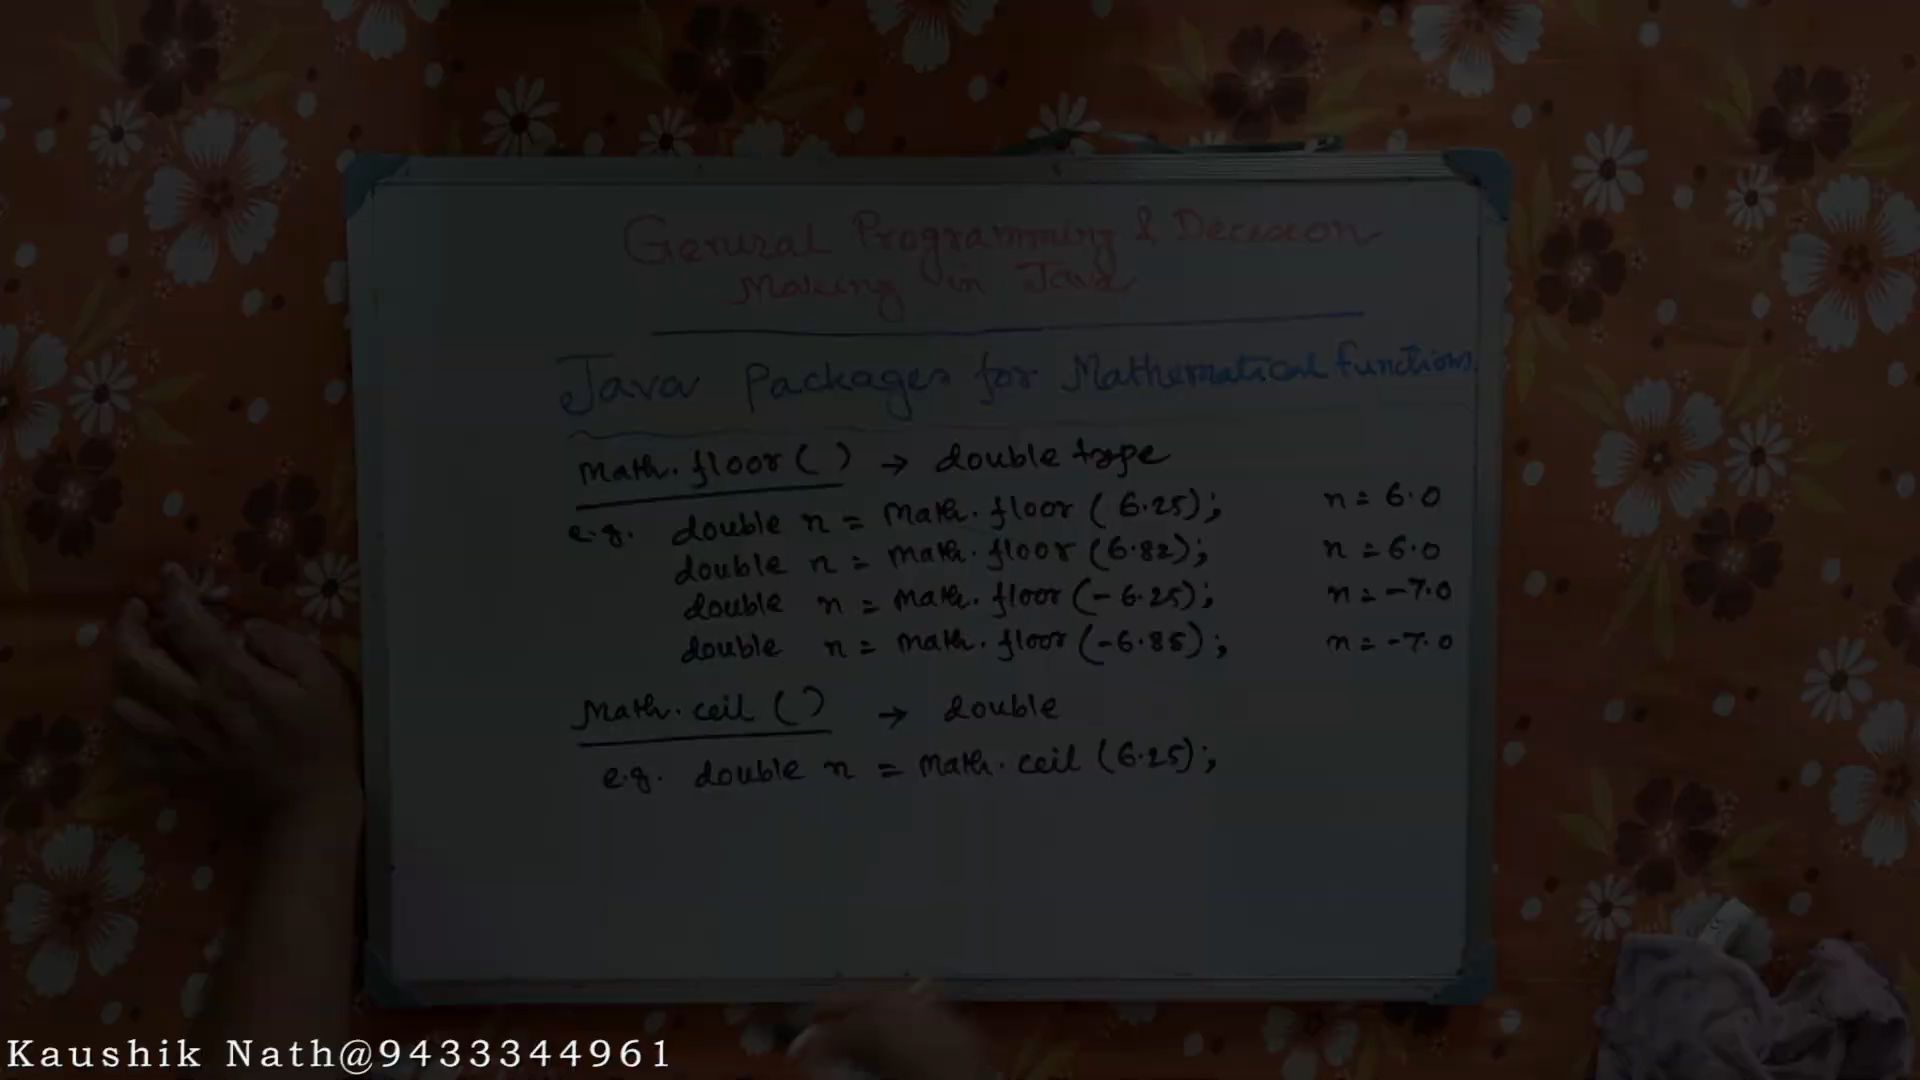 General Programming & Decision
Making in Java
Java Packages for Mathematical functions.
Math.floor( ) → double type
e.g. double n = Math.floor(6.25); n = 6.0
double n = Math.floor(6.82); n = 6.0
double n = Math.floor(-6.25); n = -7.0
double n = Math.floor(-6.85); n = -7.0
Math.ceil() → double
e.g. double n = Math.ceil(6.25);
Kaushik Nath@9433344961